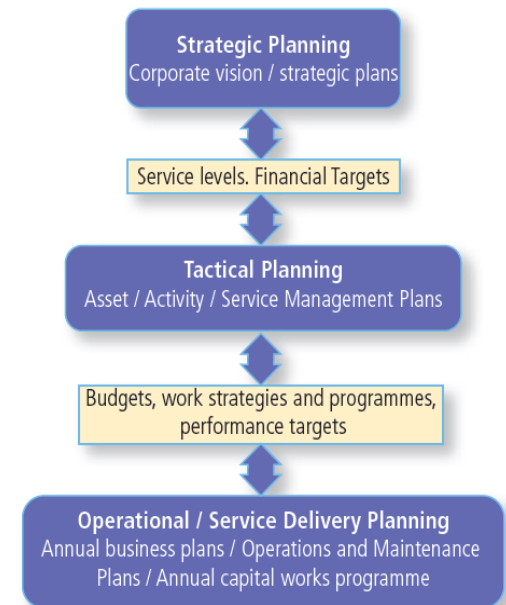 Strategic Planning
Corporate vision / strategic plans
Service levels. Financial Targets
Tactical Planning
Asset / Activity / Service Management Plans
Budgets, work strategies and programmes,
performance targets
Operational / Service Delivery Planning
Annual business plans / Operations and Maintenance
Plans / Annual capital works programme